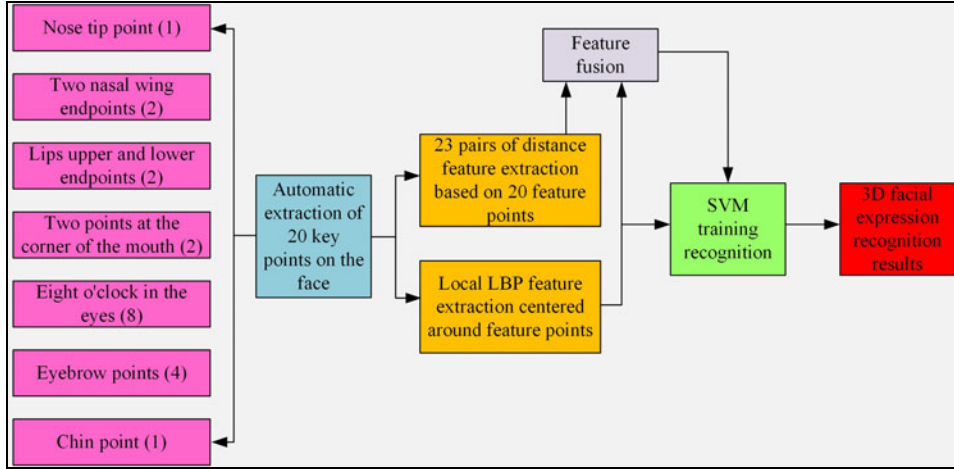 Nose tip point (1)
Two nasal wing
endpoints (2)
Lips upper and lower
endpoints (2)
Two points at the
corner of the mouth (2)
Eight o'clock in the
eyes (8)
Eyebrow points (4)
Chin point (1)
Automatic
extraction of
20 key
points on the
face
23 pairs of distance
feature extraction
based on 20 feature
points
Local LBP feature
extraction centered
around feature points
Feature
fusion
SVM
training
recognition
3D facial
expression
recognition
results